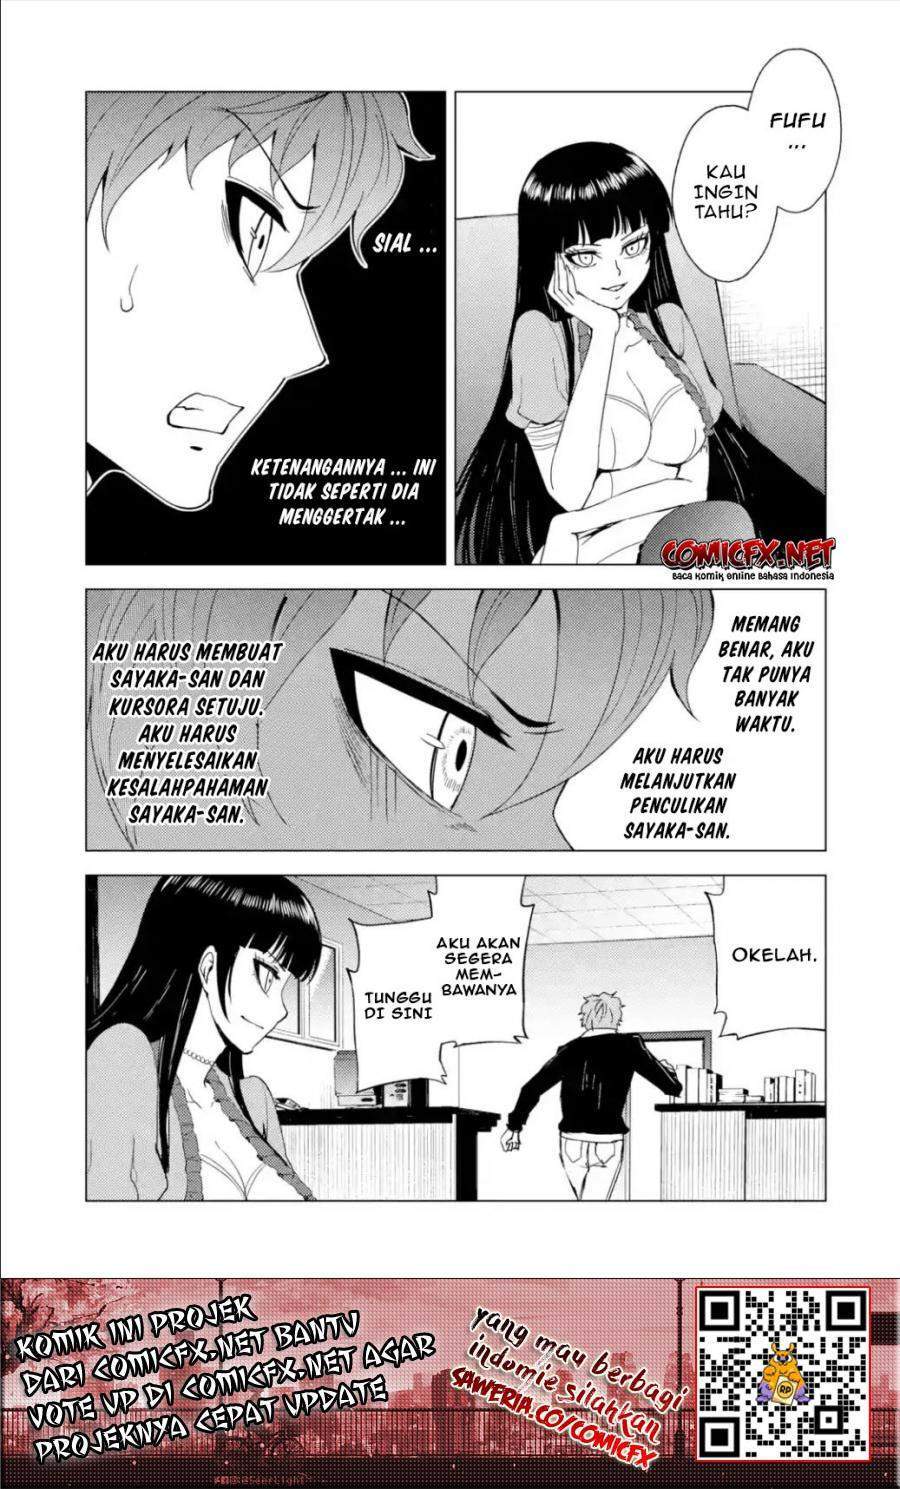 FUFU
...
KAU
INGIN
TAHU?
SIAL ...
KETENANGANNYA ... INI
TIDAK SEPERTI DIA
MENGGERTAK ...
COMICFX.NET
Baca Komik Online Bahasa Indonesia
MEMANG
BENAR, AKU
TAK PUNYA
BANYAK
WAKTU.
AKU HARUS
MELANJUTKAN
PENCULIKAN
SAYAKA-SAN.
AKU HARUS MEMBUAT
SAYAKA-SAN DAN
KURSORA SETUJU.
AKU HARUS
MENYELESAIKAN
KESALAHPAHAMAN
SAYAKA-SAN.
OKELAH.
AKU AKAN
SEGERA
MEM-
BAWANYA
TUNGGU
DI SINI
KOMIK INI PROJEK
DARI COMICFX.NET BANTU
VOTE UP DI COMICFX.NET AGAR
PROJEKNYA CEPAT UPDATE
yang mau berbagi
indomie silahkan
SAWERIA.CO/COMICFX
RP